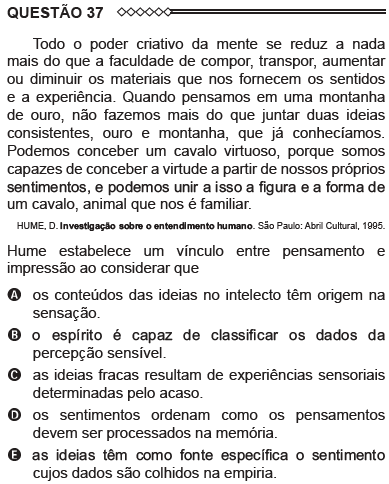 QUESTÃO 37
Todo o poder criativo da mente se reduz a nada
mais do que a faculdade de compor, transpor, aumentar
ou diminuir os materiais que nos fornecem os sentidos
e a experiência. Quando pensamos em uma montanha
de ouro, não fazemos mais do que juntar duas ideias
consistentes, ouro e montanha, que já conhecíamos.
Podemos conceber um cavalo virtuoso, porque somos
capazes de conceber a virtude a partir de nossos próprios
sentimentos, e podemos unir a isso a figura e a forma de
um cavalo, animal que nos é familiar.
HUME, D. Investigação sobre o entendimento humano. São Paulo: Abril Cultural, 1995.
Hume estabelece um vínculo entre pensamento e
impressão ao considerar que
A os conteúdos das ideias no intelecto têm origem na
sensação.
B o espírito é capaz de classificar os dados da
percepção sensível.
C as ideias fracas resultam de experiências sensoriais
determinadas pelo acaso.
D os sentimentos ordenam como os pensamentos
devem ser processados na memória.
E as ideias têm como fonte específica o sentimento
cujos dados são colhidos na empiria.